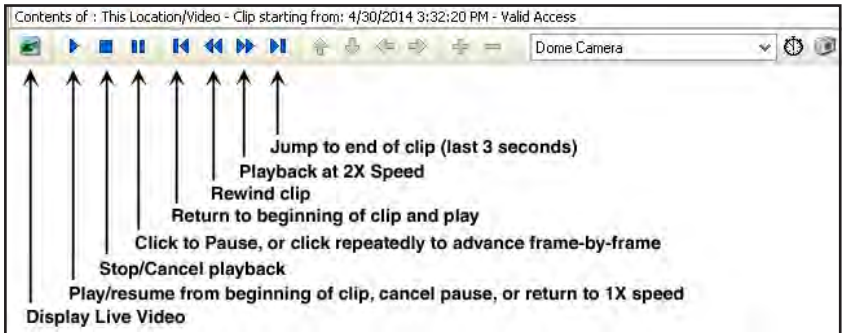 Contents of : This Location/Video - Clip starting from: 4/30/2014 3:32:20 PM - Valid Access
Dome Camera
Jump to end of clip (last 3 seconds)
Playback at 2X Speed
Rewind clip
Return to beginning of clip and play
Click to Pause, or click repeatedly to advance frame-by-frame
Stop/Cancel playback
Play/resume from beginning of clip, cancel pause, or return to 1X speed
Display Live Video